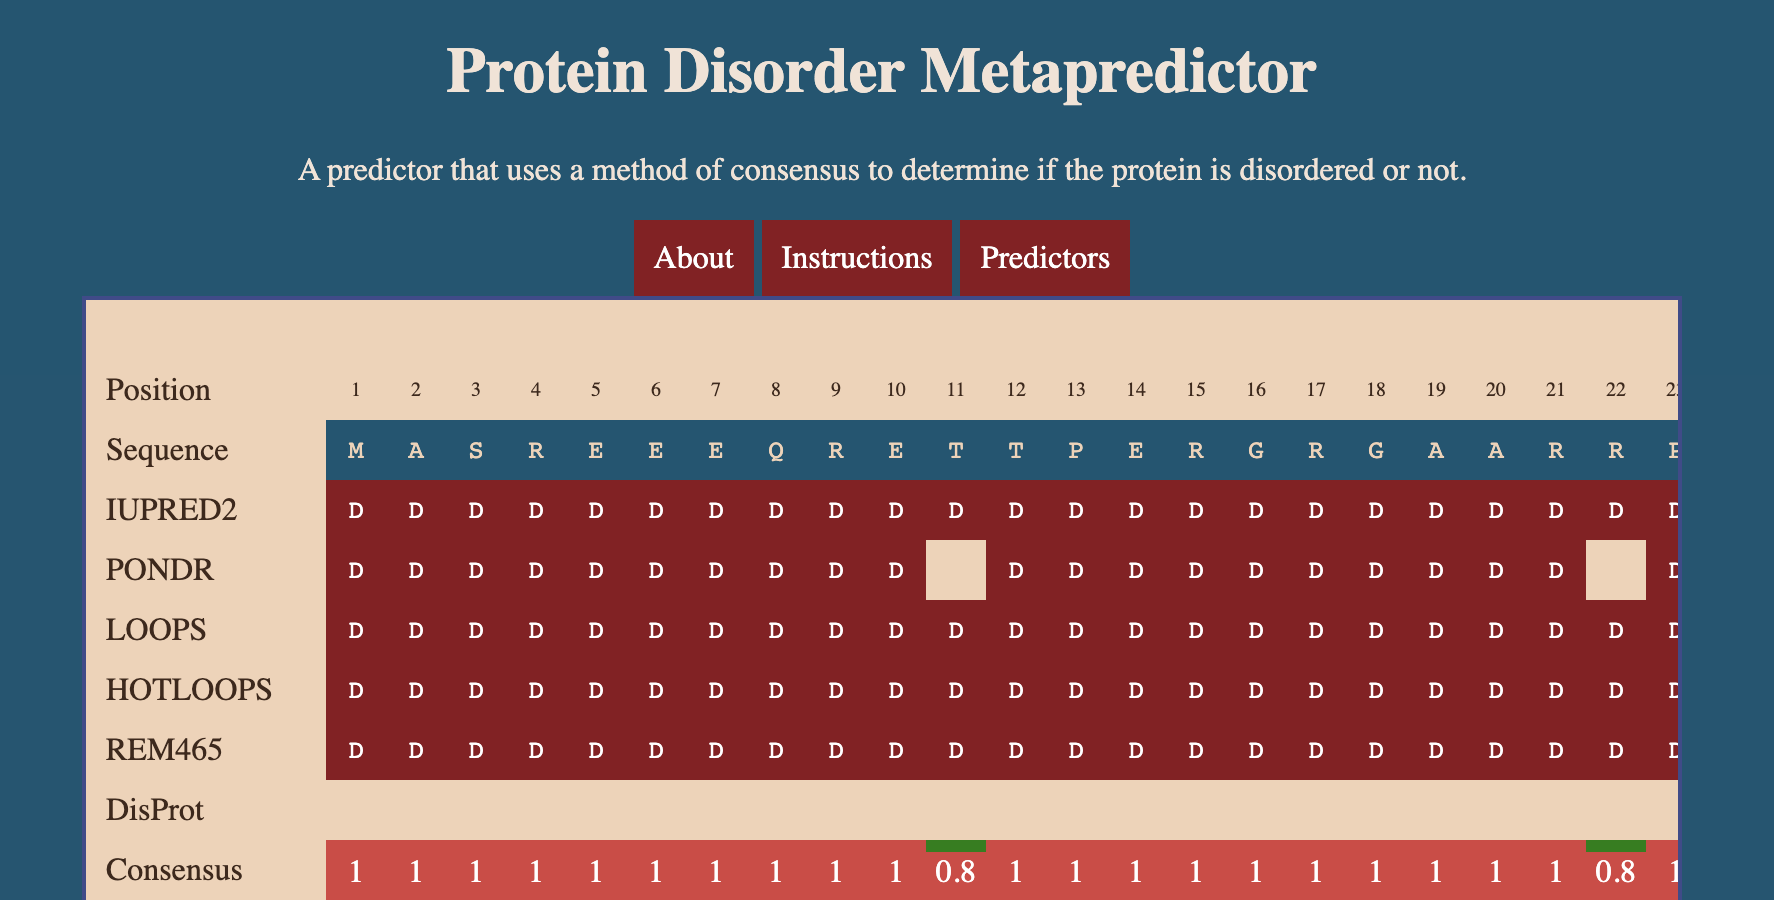 Protein Disorder Metapredictor
A predictor that uses a method of consensus to determine if the protein is disordered or not.
About Instructions Predictors
Position 1 2 3 4 5 6 7 8 9 10 11 12 13 14 15 16 17 18 19 20 21 22
Sequence M A S R E E E Q R E T T P E R G R G A A R R
IUPRED2 D D D D D D D D D D D D D D D D D D D D D D D
PONDR D D D D D D D D D D D D D D D D D D D D D
LOOPS D D D D D D D D D D D D D D D D D D D D D D D
HOTLOOPS D D D D D D D D D D D D D D D D D D D D D D D
REM465 D D D D D D D D D D D D D D D D D D D D D D D
DisProt
Consensus 1 1 1 1 1 1 1 1 1 1 0.8 1 1 1 1 1 1 1 1 1 1 0.8 1